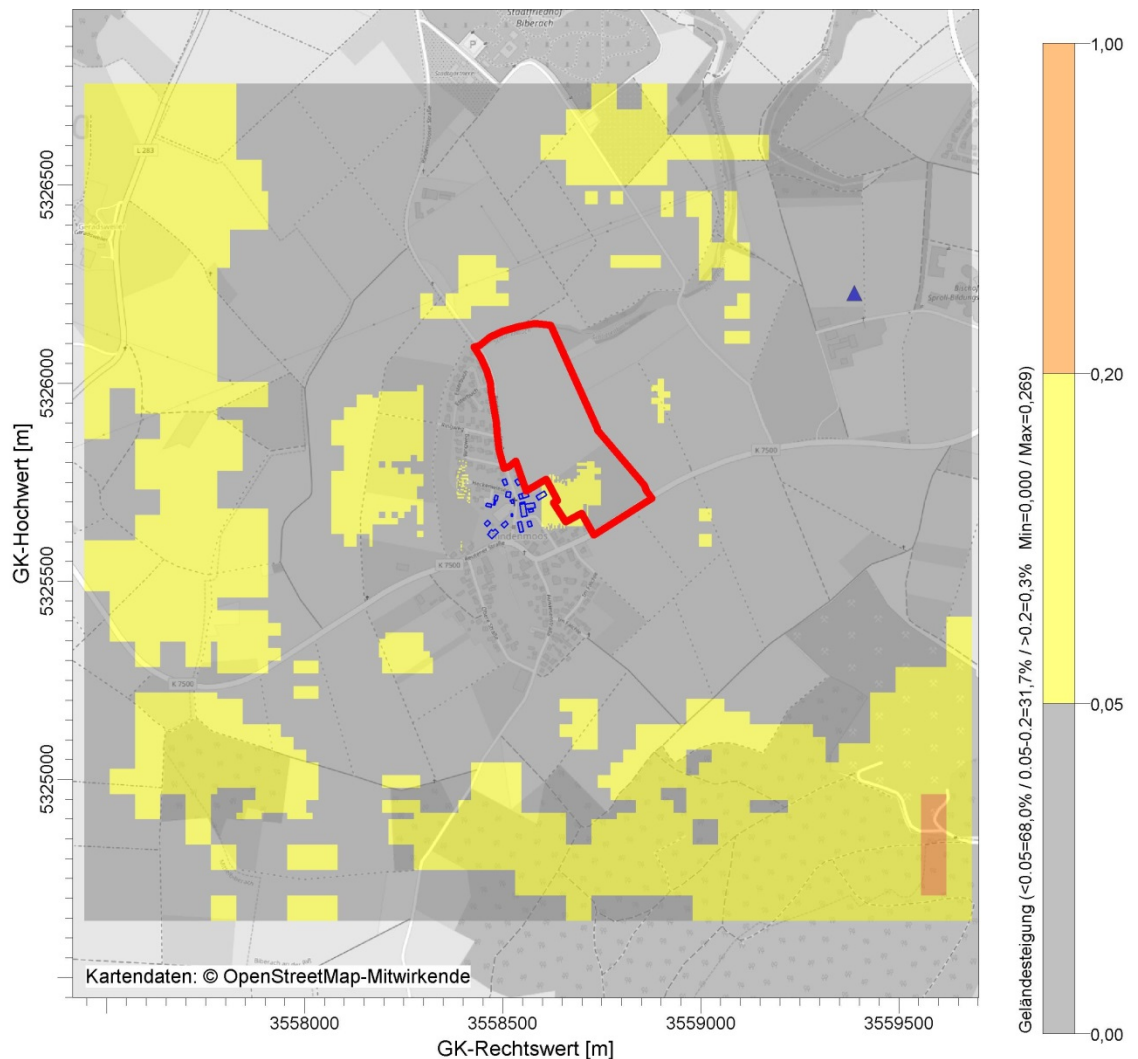 Stadtfriedhof
Biberach
P
L 283
5326500
5326000
5325500
5325000
GK-Hochwert [m]
K 7500
K 7500
K 7500
Kartendaten: © OpenStreetMap-Mitwirkende
3558000
3558500
3559000
3559500
GK-Rechtswert [m]
1,00
0,20
0,05
0,00
Geländesteigung (<0.05=68,0% / 0.05-0.2=31,7% / >0.2=0,3% Min=0,000 / Max=0,269)